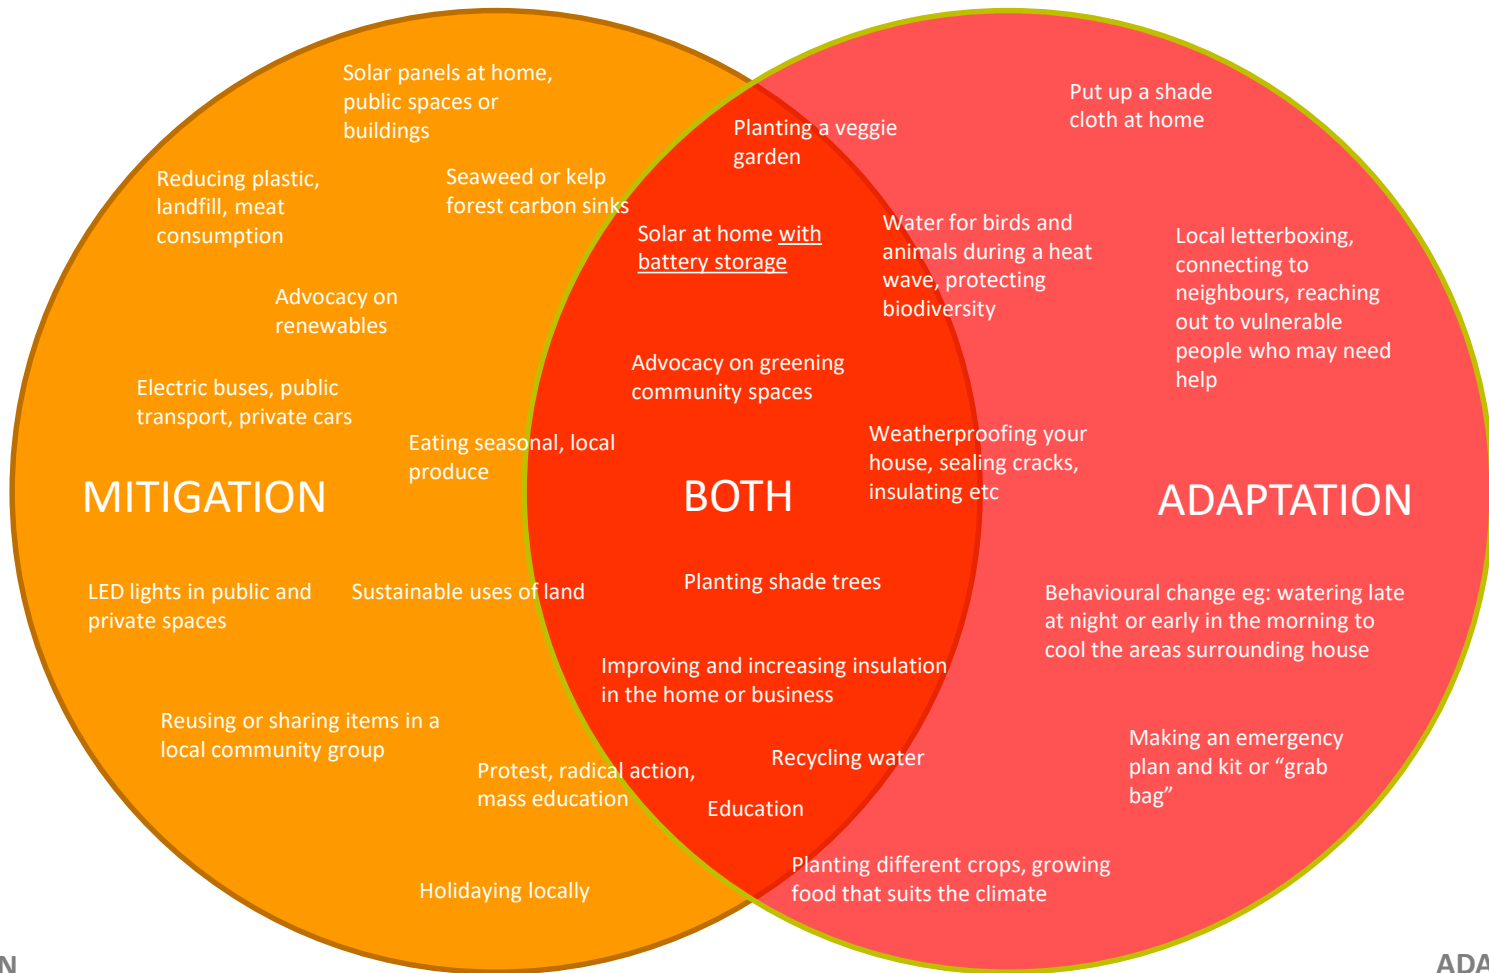 Solar panels at home,
public spaces or
buildings
Reducing plastic,
landfill, meat
consumption
Seaweed or kelp
forest carbon sinks
Advocacy on
renewables
Electric buses, public
transport, private cars
Eating seasonal, local
produce
MITIGATION
LED lights in public and
private spaces
Sustainable uses of land
Reusing or sharing items in a
local community group
Protest, radical action,
mass education
Holidaying locally
Planting a veggie
garden
Solar at home with
battery storage
Advocacy on greening
community spaces
BOTH
Planting shade trees
Improving and increasing insulation
in the home or business
Recycling water
Education
Planting different crops, growing
food that suits the climate
Water for birds and
animals during a heat
wave, protecting
biodiversity
Weatherproofing your
house, sealing cracks,
insulating etc
Put up a shade
cloth at home
Local letterboxing,
connecting to
neighbours, reaching
out to vulnerable
people who may need
help
ADAPTATION
Behavioural change eg: watering late
at night or early in the morning to
cool the areas surrounding house
Making an emergency
plan and kit or “grab
bag”
N
ADA